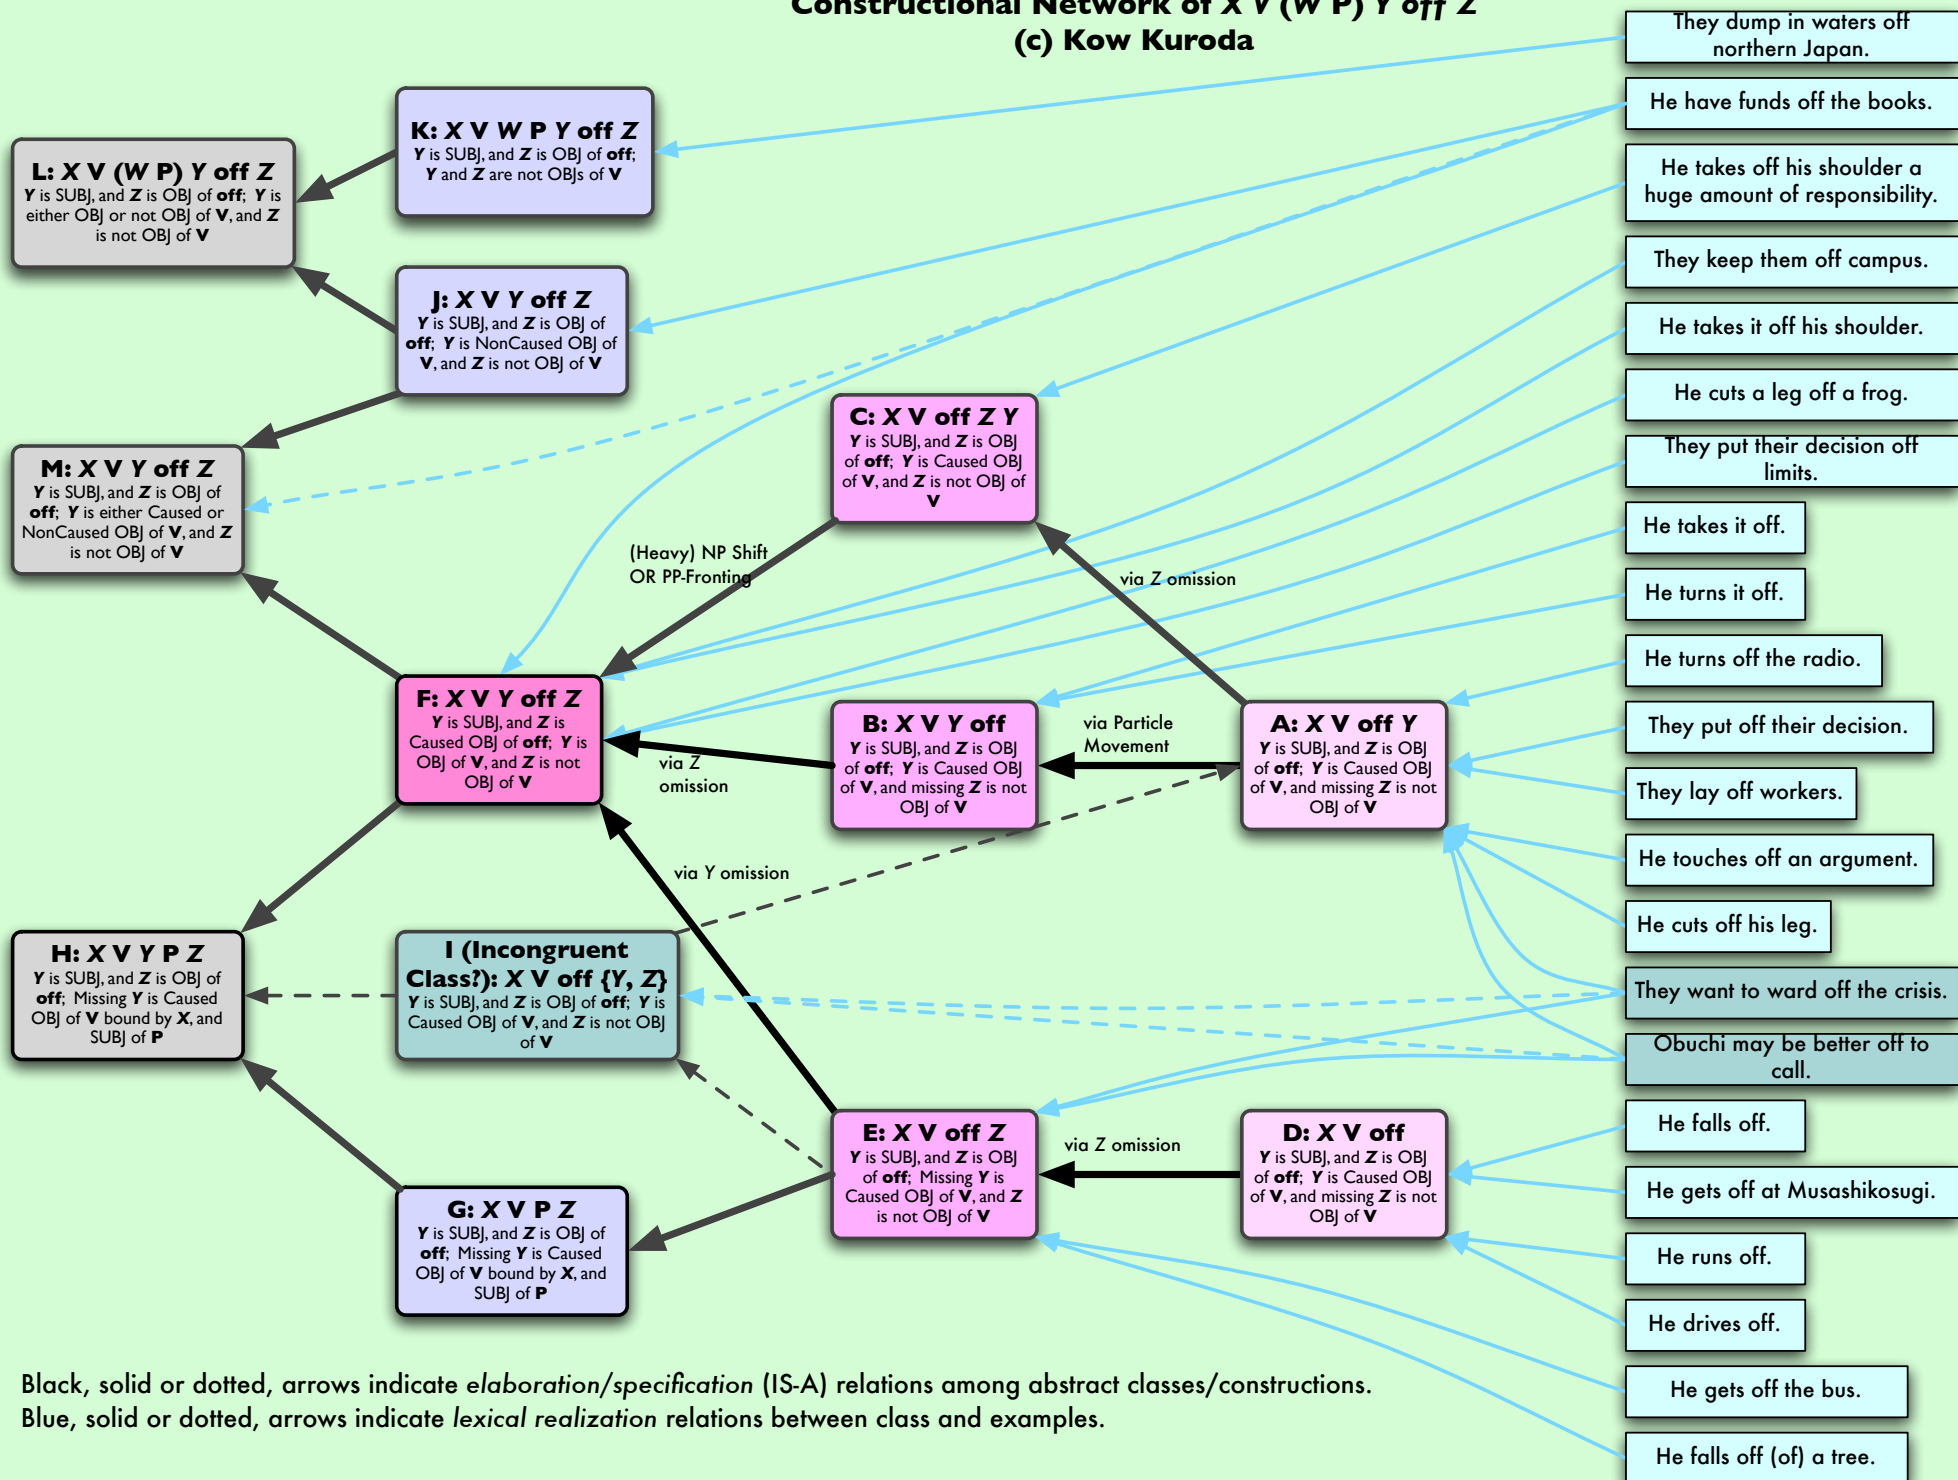 Constructional Network of X V (W P) Y off Z
(c) Kow Kuroda
They dump in waters off
northern Japan.
He have funds off the books.
He takes off his shoulder a
huge amount of responsibility.
They keep them off campus.
He takes it off his shoulder.
He cuts a leg off a frog.
They put their decision off
limits.
He takes it off.
He turns it off.
He turns off the radio.
They put off their decision.
They lay off workers.
He touches off an argument.
He cuts off his leg.
They want to ward off the crisis.
Obuchi may be better off to
call.
He falls off.
He gets off at Musashikosugi.
He runs off.
He drives off.
He gets off the bus.
He falls off (of) a tree.
K: X V W P Y off Z
Y is SUBJ, and Z is OBJ of off;
Y and Z are not OBJs of V
L: X V (W P) Y off Z
Y is SUBJ, and Z is OBJ of off; Y is
either OBJ or not OBJ of V, and Z
is not OBJ of V
J: X V Y off Z
Y is SUBJ, and Z is OBJ of
off; Y is NonCaused OBJ of
V, and Z is not OBJ of V
M: X V Y off Z
Y is SUBJ, and Z is OBJ of
off; Y is either Caused or
NonCaused OBJ of V, and Z
is not OBJ of V
C: X V off Z Y
Y is SUBJ, and Z is OBJ
of off; Y is Caused OBJ
of V, and Z is not OBJ of
V
(Heavy) NP Shift
OR PP-Fronting
via Z omission
F: X V Y off Z
Y is SUBJ, and Z is
Caused OBJ of off; Y is
OBJ of V, and Z is not
OBJ of V
via Z
omission
B: X V Y off
Y is SUBJ, and Z is OBJ
of off; Y is Caused OBJ
of V, and missing Z is not
OBJ of V
via Particle
Movement
A: X V off Y
Y is SUBJ, and Z is OBJ
of off; Y is Caused OBJ
of V, and missing Z is not
OBJ of V
via Y omission
H: X V Y P Z
Y is SUBJ, and Z is OBJ of
off; Missing Y is Caused
OBJ of V bound by X, and
SUBJ of P
I (Incongruent
Class?): X V off {Y, Z}
Y is SUBJ, and Z is OBJ of off; Y is
Caused OBJ of V, and Z is not OBJ
of V
E: X V off Z
Y is SUBJ, and Z is OBJ
of off; Missing Y is
Caused OBJ of V, and Z
is not OBJ of V
via Z omission
D: X V off
Y is SUBJ, and Z is OBJ
of off; Y is Caused OBJ
of V, and missing Z is not
OBJ of V
G: X V P Z
Y is SUBJ, and Z is OBJ of
off; Missing Y is Caused
OBJ of V bound by X, and
SUBJ of P
Black, solid or dotted, arrows indicate elaboration/specification (IS-A) relations among abstract classes/constructions.
Blue, solid or dotted, arrows indicate lexical realization relations between class and examples.